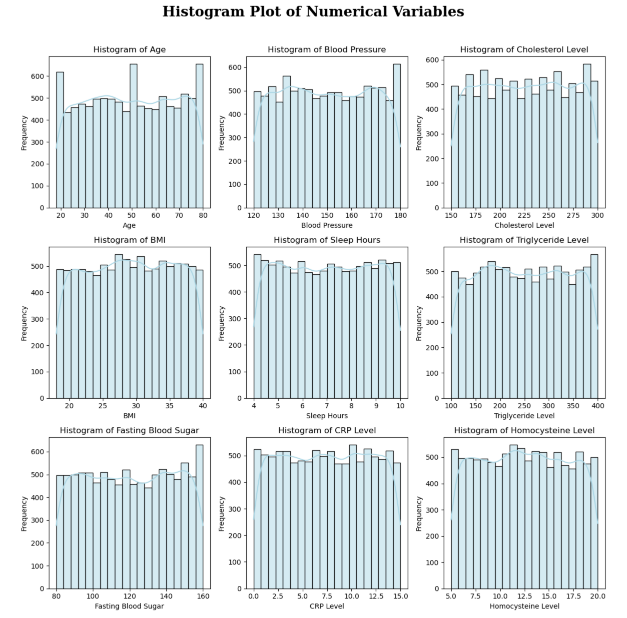 Histogram Plot of Numerical Variables
Histogram of Age
Histogram of Blood Pressure
Histogram of Cholesterol Level
Frequency
600
500
400
300
200
100
0
20 30 40 50 60 70 80
Age
Frequency
600
500
400
300
200
100
0
120 130 140 150 160 170 180
Blood Pressure
Frequency
600
500
400
300
200
100
0
150 175 200 225 250 275 300
Cholesterol Level
Histogram of BMI
Histogram of Sleep Hours
Histogram of Triglyceride Level
Frequency
500
400
300
200
100
0
20 25 30 35 40
BMI
Frequency
500
400
300
200
100
0
4 5 6 7 8 9 10
Sleep Hours
Frequency
500
400
300
200
100
0
100 150 200 250 300 350 400
Triglyceride Level
Histogram of Fasting Blood Sugar
Histogram of CRP Level
Histogram of Homocysteine Level
Frequency
600
500
400
300
200
100
0
80 100 120 140 160
Fasting Blood Sugar
Frequency
500
400
300
200
100
0
0.0 2.5 5.0 7.5 10.0 12.5 15.0
CRP Level
Frequency
500
400
300
200
100
0
5.0 7.5 10.0 12.5 15.0 17.5 20.0
Homocysteine Level